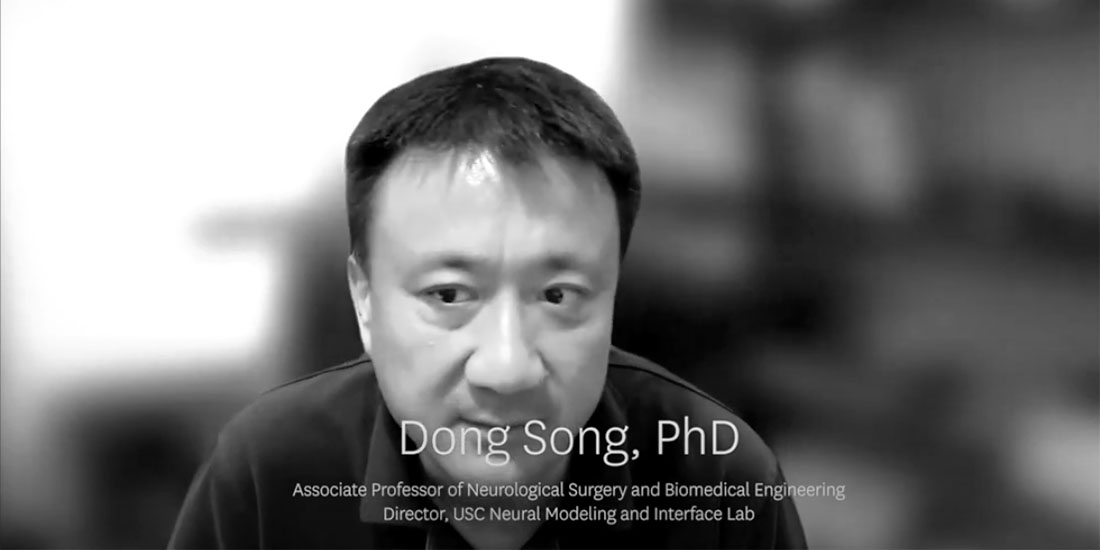 Dong Song, PhD
Associate Professor of Neurological Surgery and Biomedical Engineering
Director, USC Neural Modeling and Interface Lab